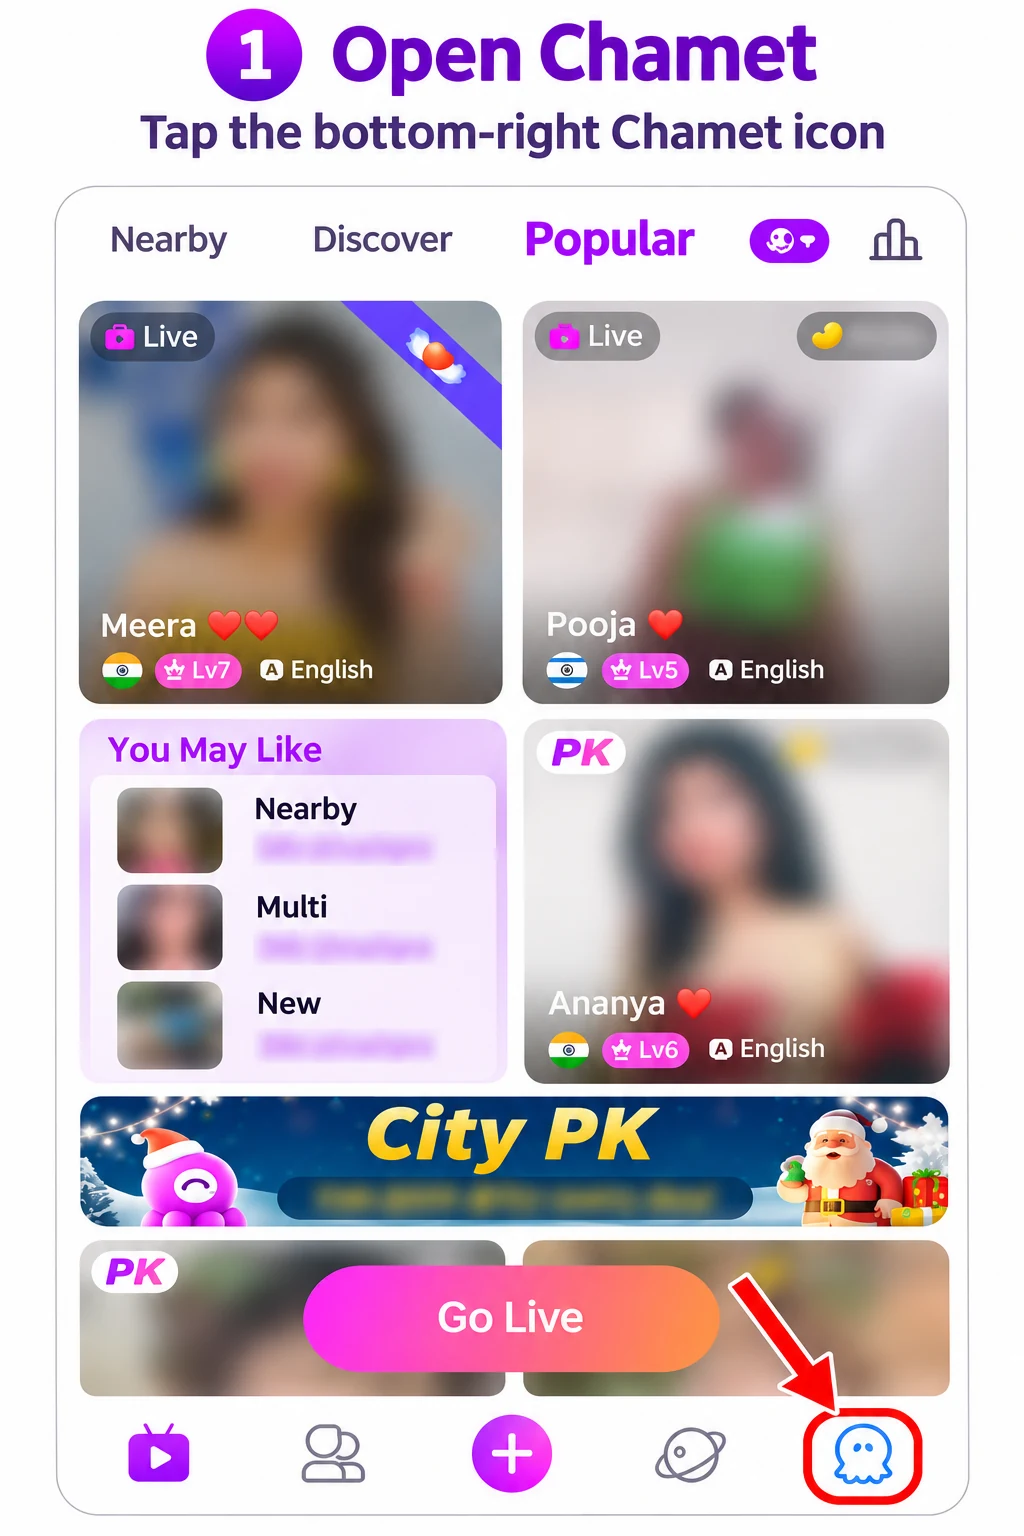 1 Open Chamet
Tap the bottom-right Chamet icon
Nearby Discover Popular
Live
Live
Meera ❤️❤️
Lv7 A English
Pooja ❤️
Lv5 A English
You May Like
Nearby
Multi
New
PK
Ananya ❤️
Lv6 A English
City PK
PK
Go Live